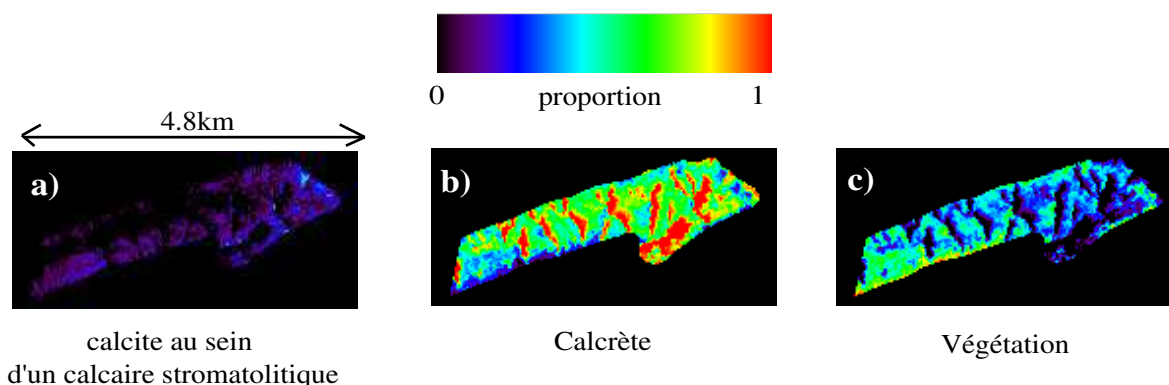 0 proportion 1
4.8km
a) b) c)
calcite au sein
d'un calcaire stromatolitique
Calcrète
Végétation